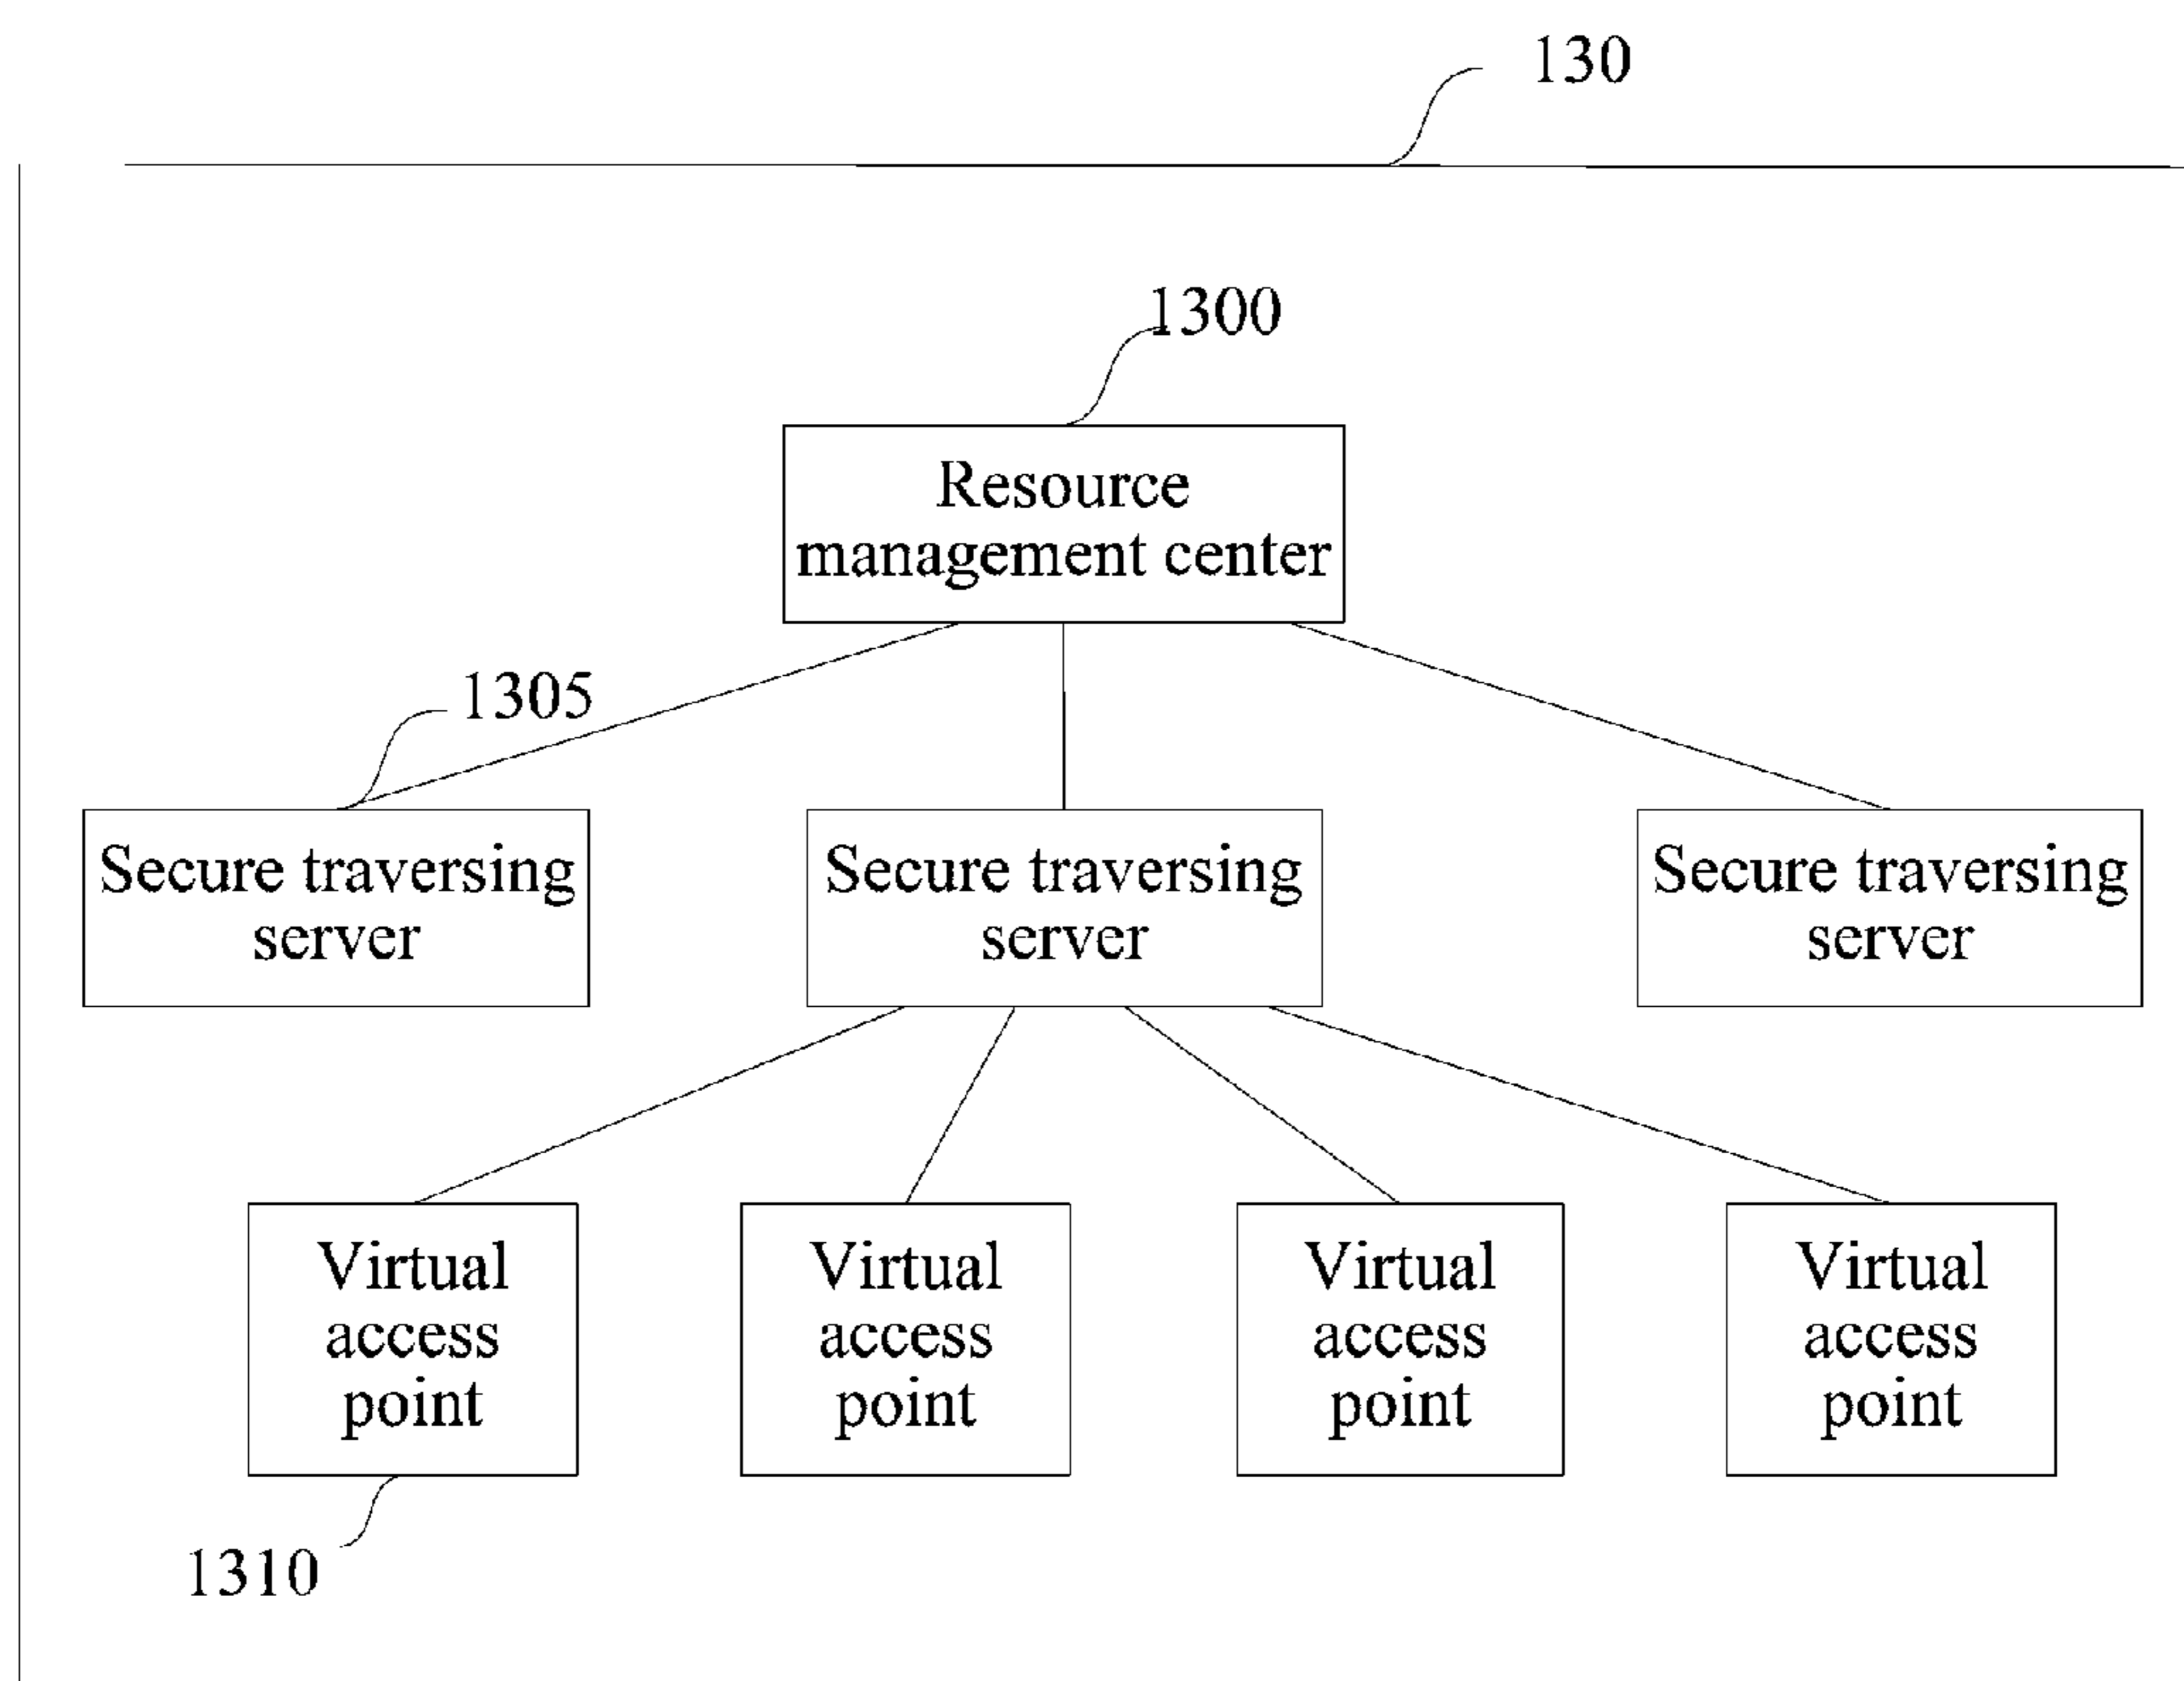 130
1300
Resource
management center
1305
Secure traversing
server
Secure traversing
server
Secure traversing
server
Virtual
access
point
Virtual
access
point
Virtual
access
point
Virtual
access
point
1310